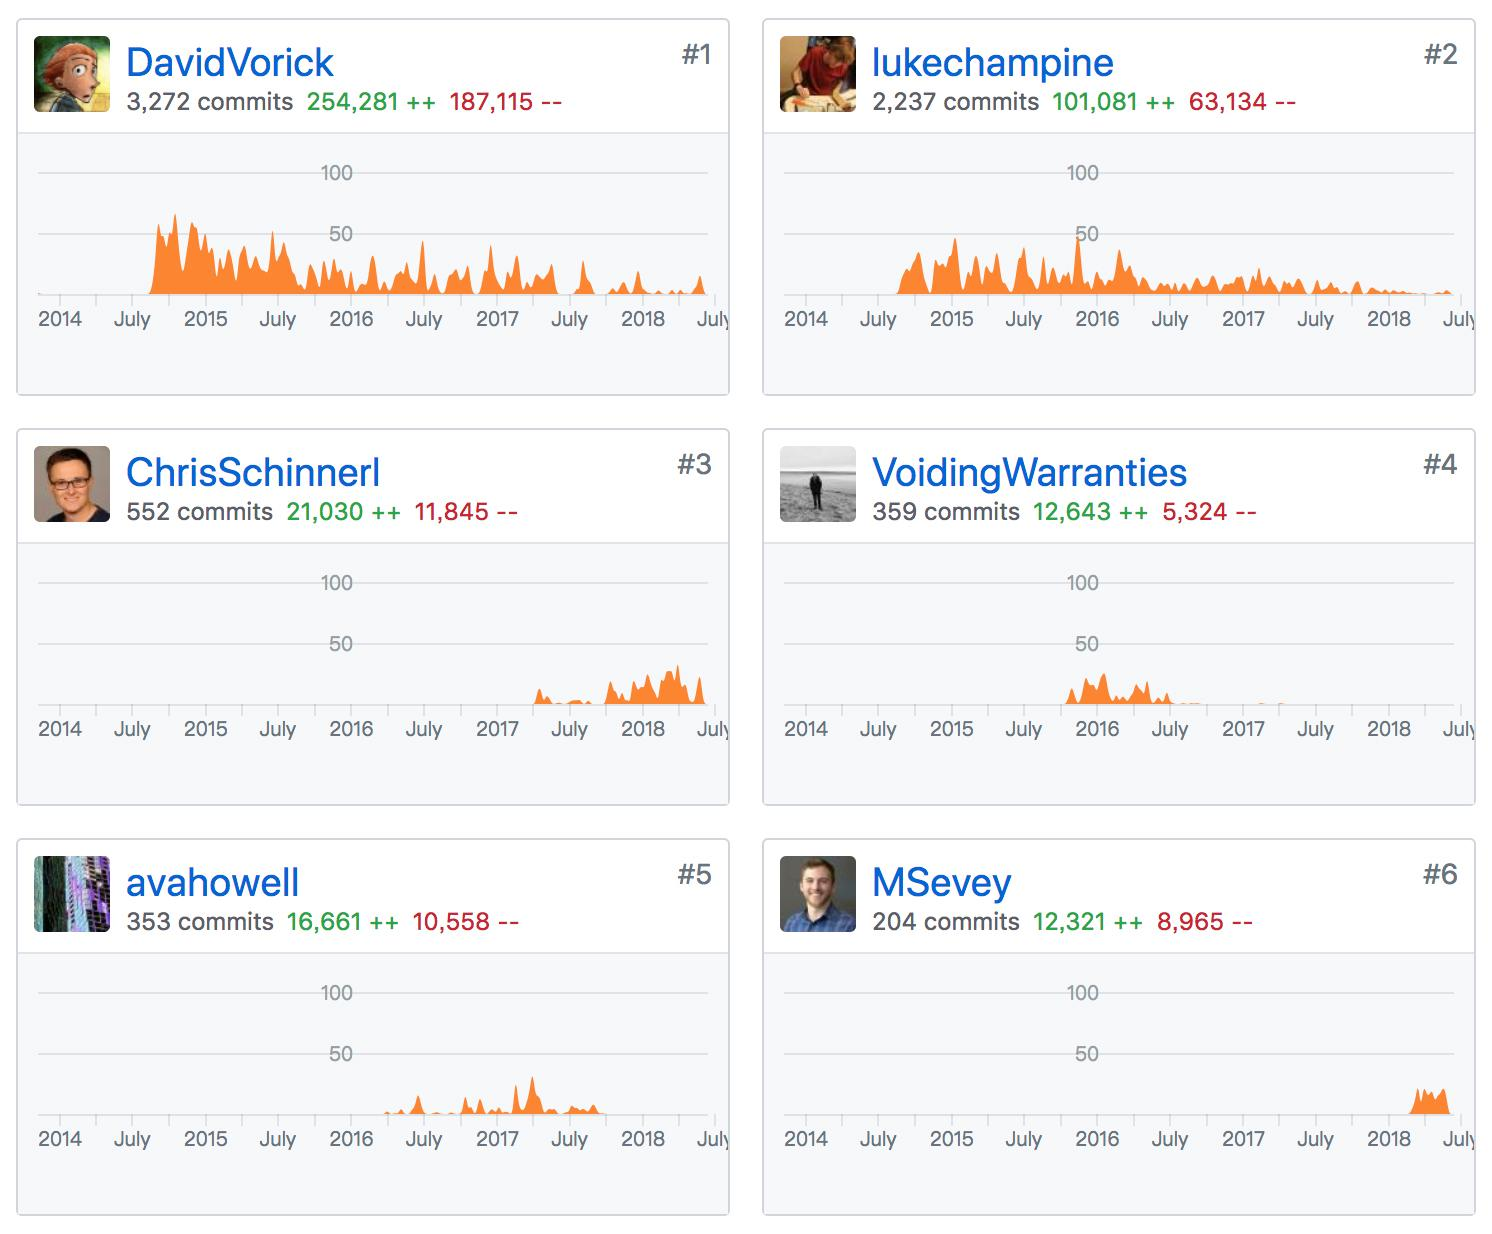 DavidVorick #1
3,272 commits 254,281 ++ 187,115 --
100
50
2014 July 2015 July 2016 July 2017 July 2018 July
lukechampine #2
2,237 commits 101,081 ++ 63,134 --
100
50
2014 July 2015 July 2016 July 2017 July 2018 July
ChrisSchinnerl #3
552 commits 21,030 ++ 11,845 --
100
50
2014 July 2015 July 2016 July 2017 July 2018 July
VoidingWarranties #4
359 commits 12,643 ++ 5,324 --
100
50
2014 July 2015 July 2016 July 2017 July 2018 July
avahowell #5
353 commits 16,661 ++ 10,558 --
100
50
2014 July 2015 July 2016 July 2017 July 2018 July
MSevey #6
204 commits 12,321 ++ 8,965 --
100
50
2014 July 2015 July 2016 July 2017 July 2018 July